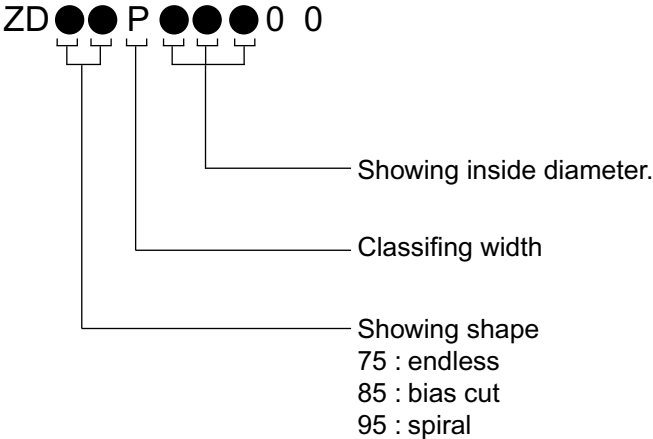 ZD●●P●●●0 0
Showing inside diameter.
Classifing width
Showing shape
75 : endless
85 : bias cut
95 : spiral